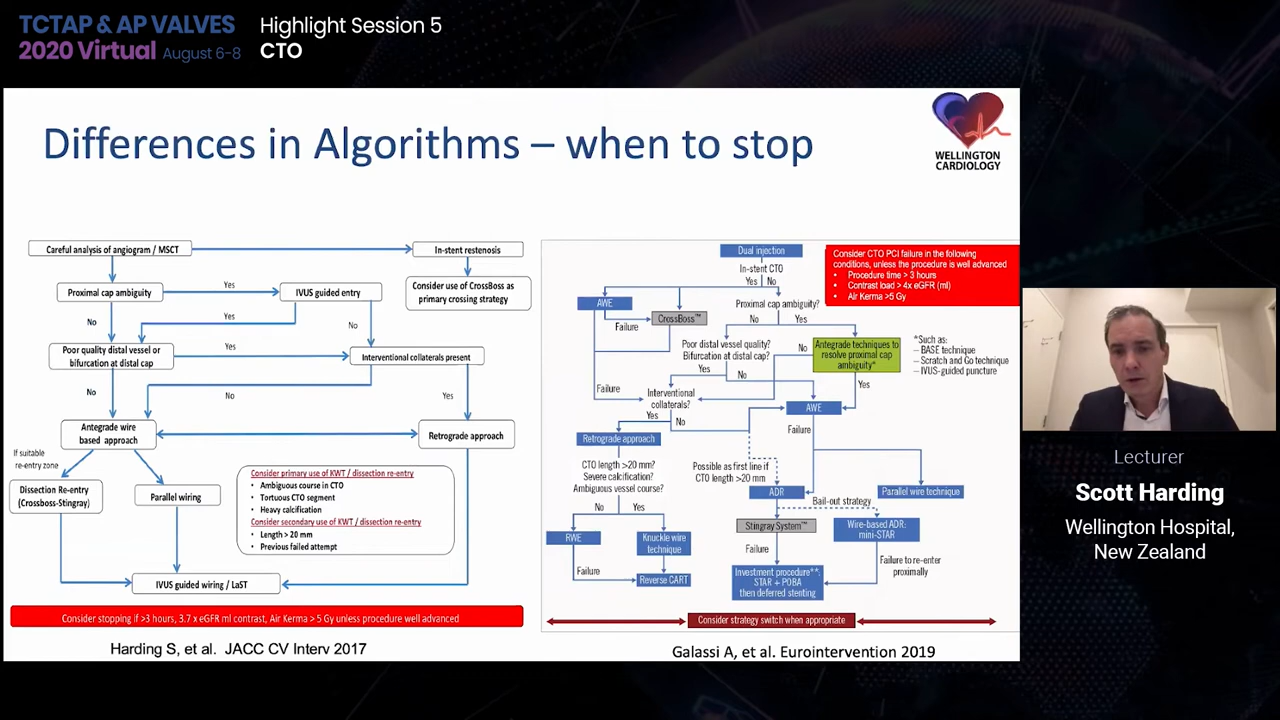 TCTAP & AP VALVES
2020 Virtual August 6-8
Highlight Session 5
CTO
Differences in Algorithms – when to stop
WELLINGTON
CARDIOLOGY
Careful analysis of angiogram / MSCT
In-stent restenosis
Proximal cap ambiguity
Yes
IVUS guided entry
Consider use of CrossBoss as
primary crossing strategy
No
Yes
No
Poor quality distal vessel or
bifurcation at distal cap
Yes
Interventional collaterals present
No
No
Yes
Antegrade wire
based approach
Retrograde approach
If suitable
re-entry zone
Dissection Re-entry
(Crossboss-Stingray)
Parallel wiring
Consider primary use of KWT / dissection re-entry
• Ambiguous course in CTO
• Tortuous CTO segment
• Heavy calcification
Consider secondary use of KWT / dissection re-entry
• Length > 20 mm
• Previous failed attempt
IVUS guided wiring / LaST
Consider stopping if >3 hours, 3.7 x eGFR ml contrast, Air Kerma > 5 Gy unless procedure well advanced
Harding S, et al. JACC CV Interv 2017
Dual injection
In-stent CTO
Yes No
Consider CTO PCI failure in the following
conditions, unless the procedure is well advanced
• Procedure time > 3 hours
• Contrast load > 4x eGFR (ml)
• Air Kerma >5 Gy
AWE
Failure
CrossBoss™
Proximal cap ambiguity?
No Yes
Poor distal vessel quality?
Bifurcation at distal cap?
Yes No
No
Antegrade techniques to
resolve proximal cap
ambiguity*
*Such as:
– BASE technique
– Scratch and Go technique
– IVUS-guided puncture
Yes
Failure
Interventional
collaterals?
Yes No
AWE
Failure
Retrograde approach
CTO length >20 mm?
Severe calcification?
Ambiguous vessel course?
No Yes
Possible as first line if
CTO length >20 mm
ADR
Parallel wire technique
Bail-out strategy
RWE
Knuckle wire
technique
Stingray System™
Wire-based ADR:
mini-STAR
Failure
Reverse CART
Failure
Failure to re-enter
proximally
Investment procedure**:
STAR + POBA
then deferred stenting
Consider strategy switch when appropriate
Galassi A, et al. Eurointervention 2019
Lecturer
Scott Harding
Wellington Hospital,
New Zealand